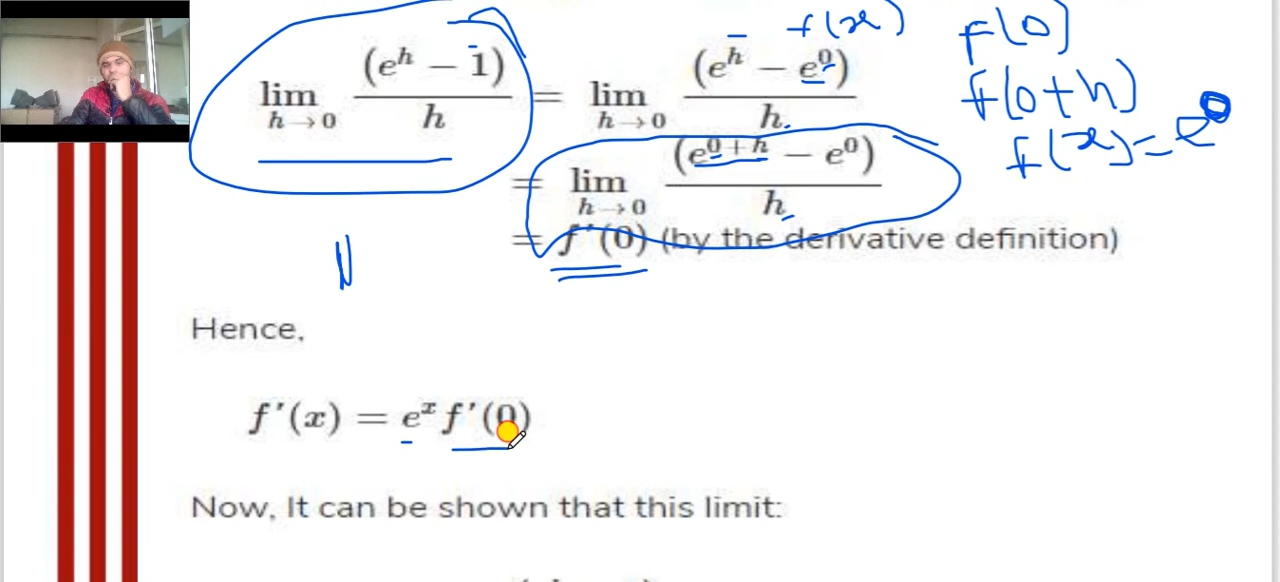 f(x) f(0)
lim h→0 (e^h − 1) / h = lim h→0 (e^h − e^0) / h
f(0+h)
f(x) = e^0
= lim h→0 (e^{0+h} − e^0) / h
= f'(0) (by the derivative definition)
Hence,
f'(x) = e^x f'(0)
Now, It can be shown that this limit: